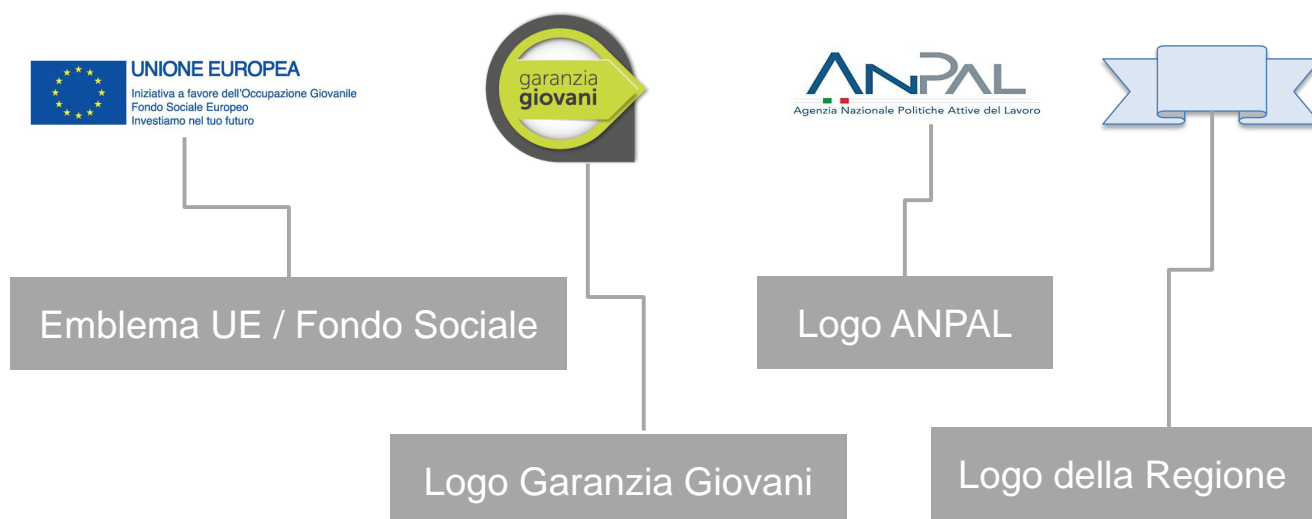 UNIONE EUROPEA
Iniziativa a favore dell'Occupazione Giovanile
Fondo Sociale Europeo
Investiamo nel tuo futuro
garanzia
giovani
ANPAL
Agenzia Nazionale Politiche Attive del Lavoro
Emblema UE / Fondo Sociale
Logo ANPAL
Logo Garanzia Giovani
Logo della Regione